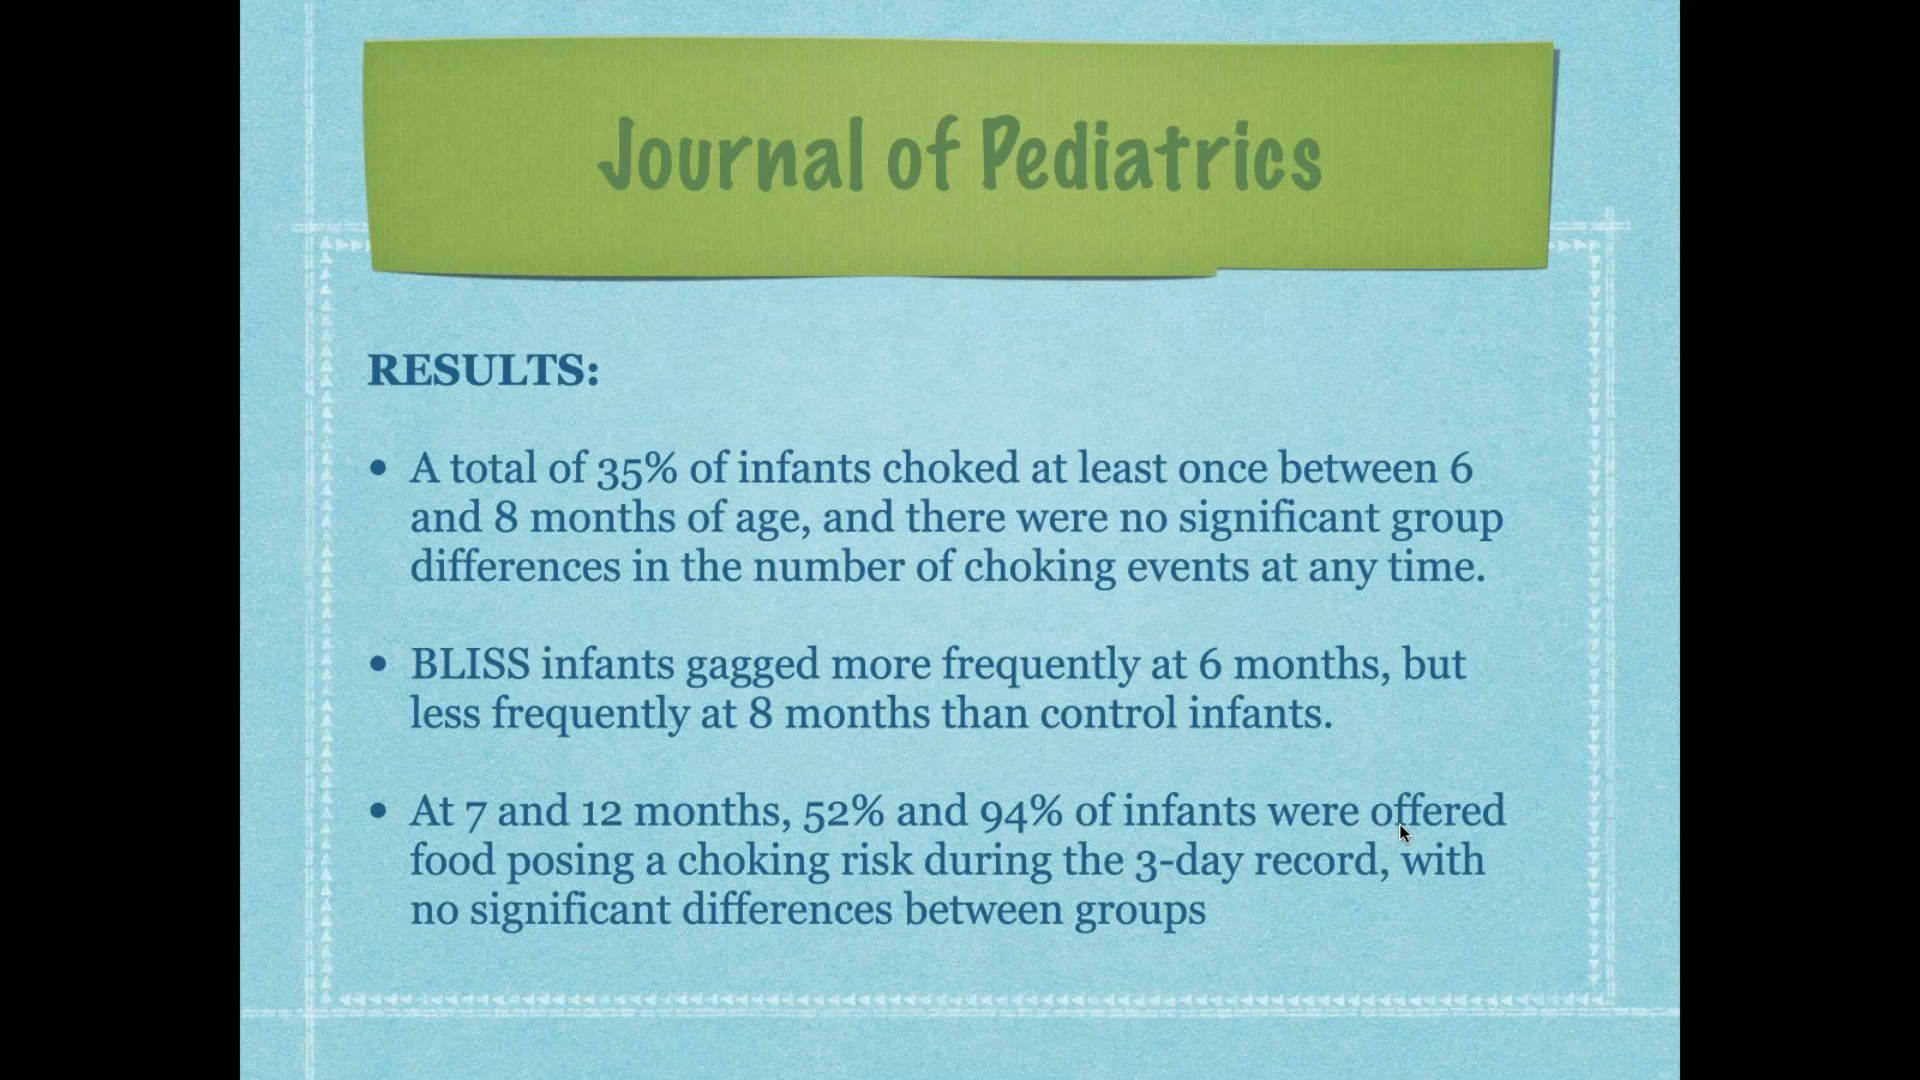 Journal of Pediatrics
RESULTS:
• A total of 35% of infants choked at least once between 6
and 8 months of age, and there were no significant group
differences in the number of choking events at any time.
• BLISS infants gagged more frequently at 6 months, but
less frequently at 8 months than control infants.
• At 7 and 12 months, 52% and 94% of infants were offered
food posing a choking risk during the 3-day record, with
no significant differences between groups